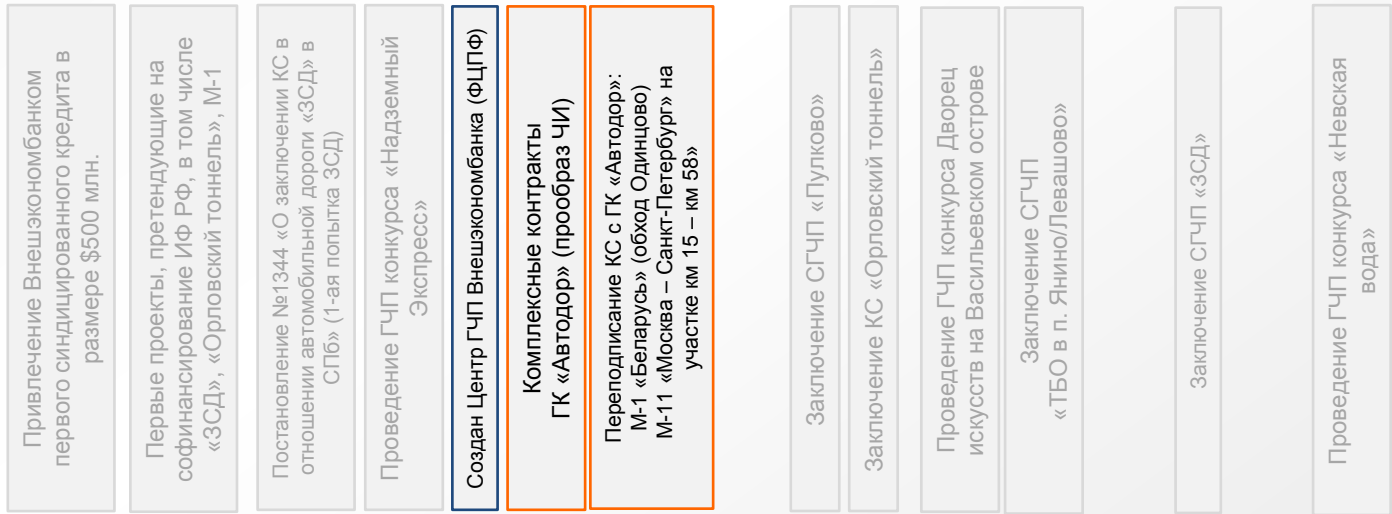 Привлечение Внешэкономбанком
первого синдицированного кредита в
размере $500 млн.
Первые проекты, претендующие на
софинансирование ИФ РФ, в том числе
«ЗСД», «Орловский тоннель», М-1
Постановление №1344 «О заключении КС в
отношении автомобильной дороги «ЗСД» в
СПб» (1-ая попытка ЗСД)
Проведение ГЧП конкурса «Надземный
Экспресс»
Создан Центр ГЧП Внешэкономбанка (ФЦПФ)
Комплексные контракты
ГК «Автодор» (прообраз ЧИ)
Переподписание КС с ГК «Автодор»:
М-1 «Беларусь» (обход Одинцово)
М-11 «Москва – Санкт-Петербург» на
участке км 15 – км 58»
Заключение СГЧП «Пулково»
Заключение КС «Орловский тоннель»
Проведение ГЧП конкурса Дворец
искусств на Васильевском острове
Заключение СГЧП
«ТБО в п. Янино/Левашово»
Заключение СГЧП «ЗСД»
Проведение ГЧП конкурса «Невская
вода»